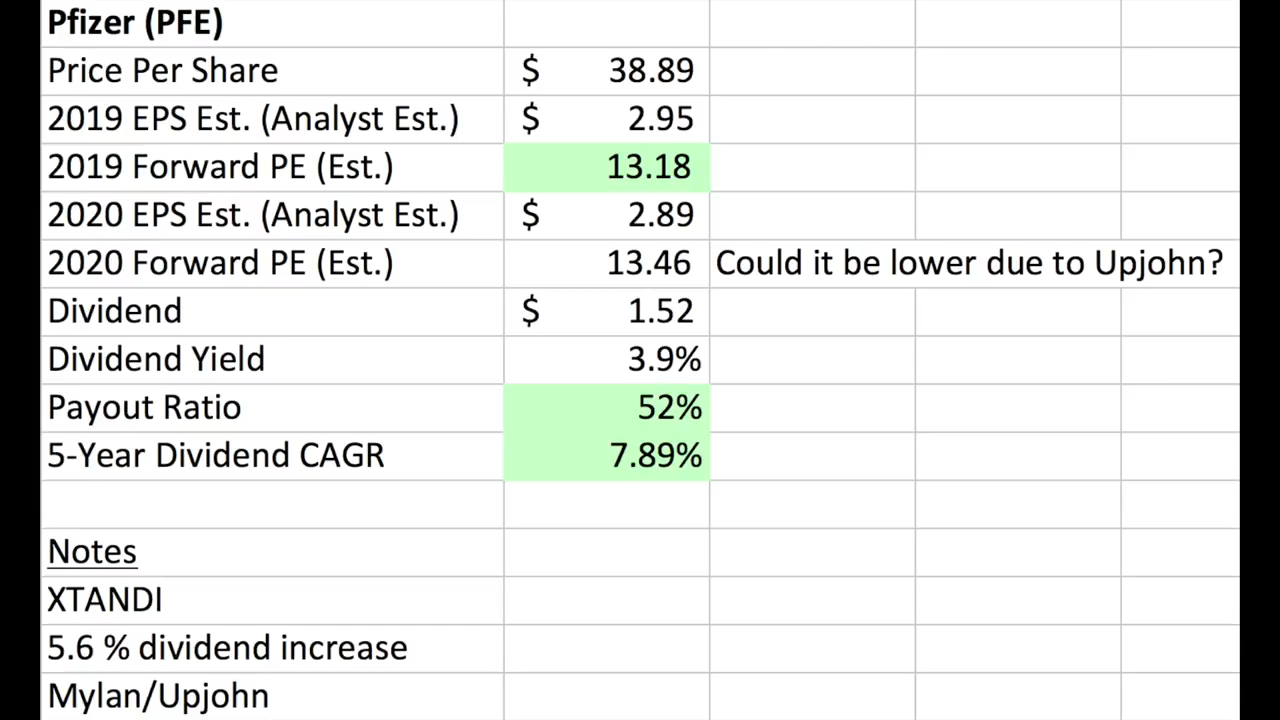 Pfizer (PFE)
Price Per Share $ 38.89
2019 EPS Est. (Analyst Est.) $ 2.95
2019 Forward PE (Est.) 13.18
2020 EPS Est. (Analyst Est.) $ 2.89
2020 Forward PE (Est.) 13.46 Could it be lower due to Upjohn?
Dividend $ 1.52
Dividend Yield 3.9%
Payout Ratio 52%
5-Year Dividend CAGR 7.89%
Notes
XTANDI
5.6 % dividend increase
Mylan/Upjohn